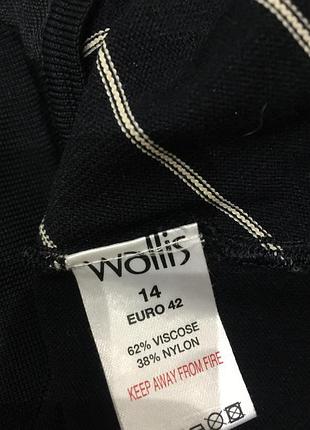 wallis
14
EURO 42
62% VISCOSE
38% NYLON
KEEP AWAY FROM FIRE